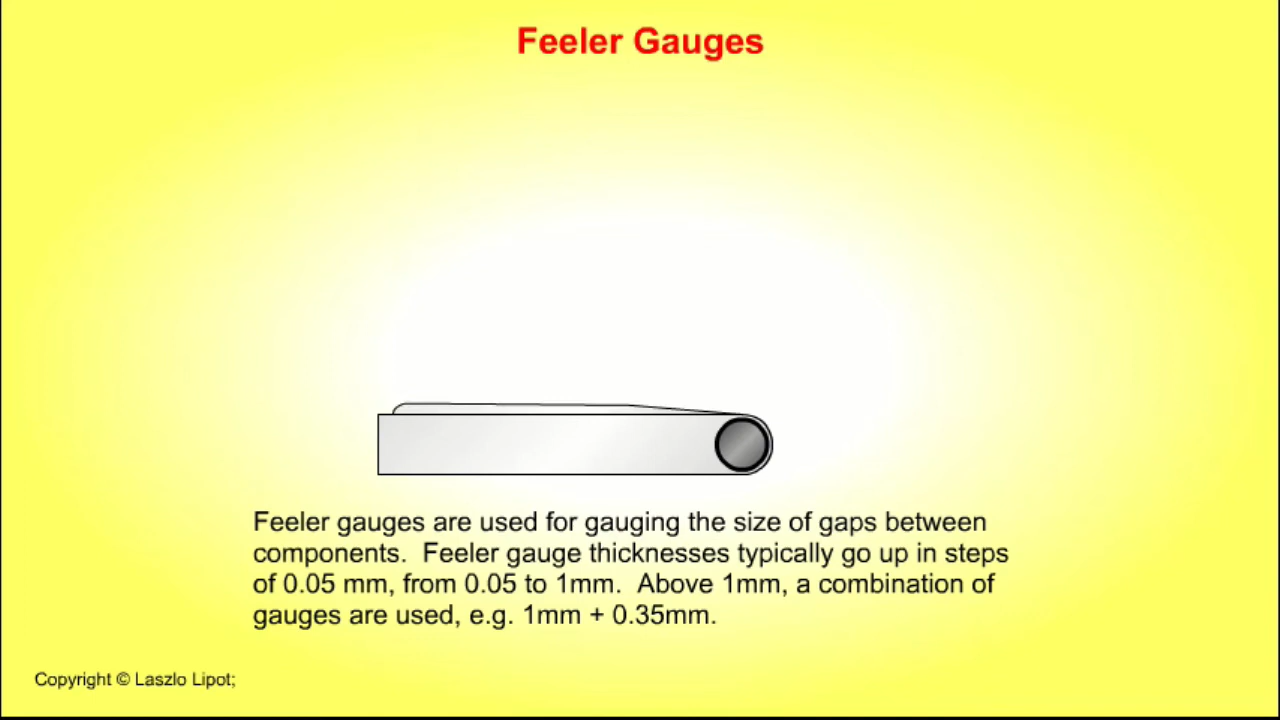 Feeler Gauges
Feeler gauges are used for gauging the size of gaps between
components.  Feeler gauge thicknesses typically go up in steps
of 0.05 mm, from 0.05 to 1mm.  Above 1mm, a combination of
gauges are used, e.g. 1mm + 0.35mm.
Copyright © Laszlo Lipot;